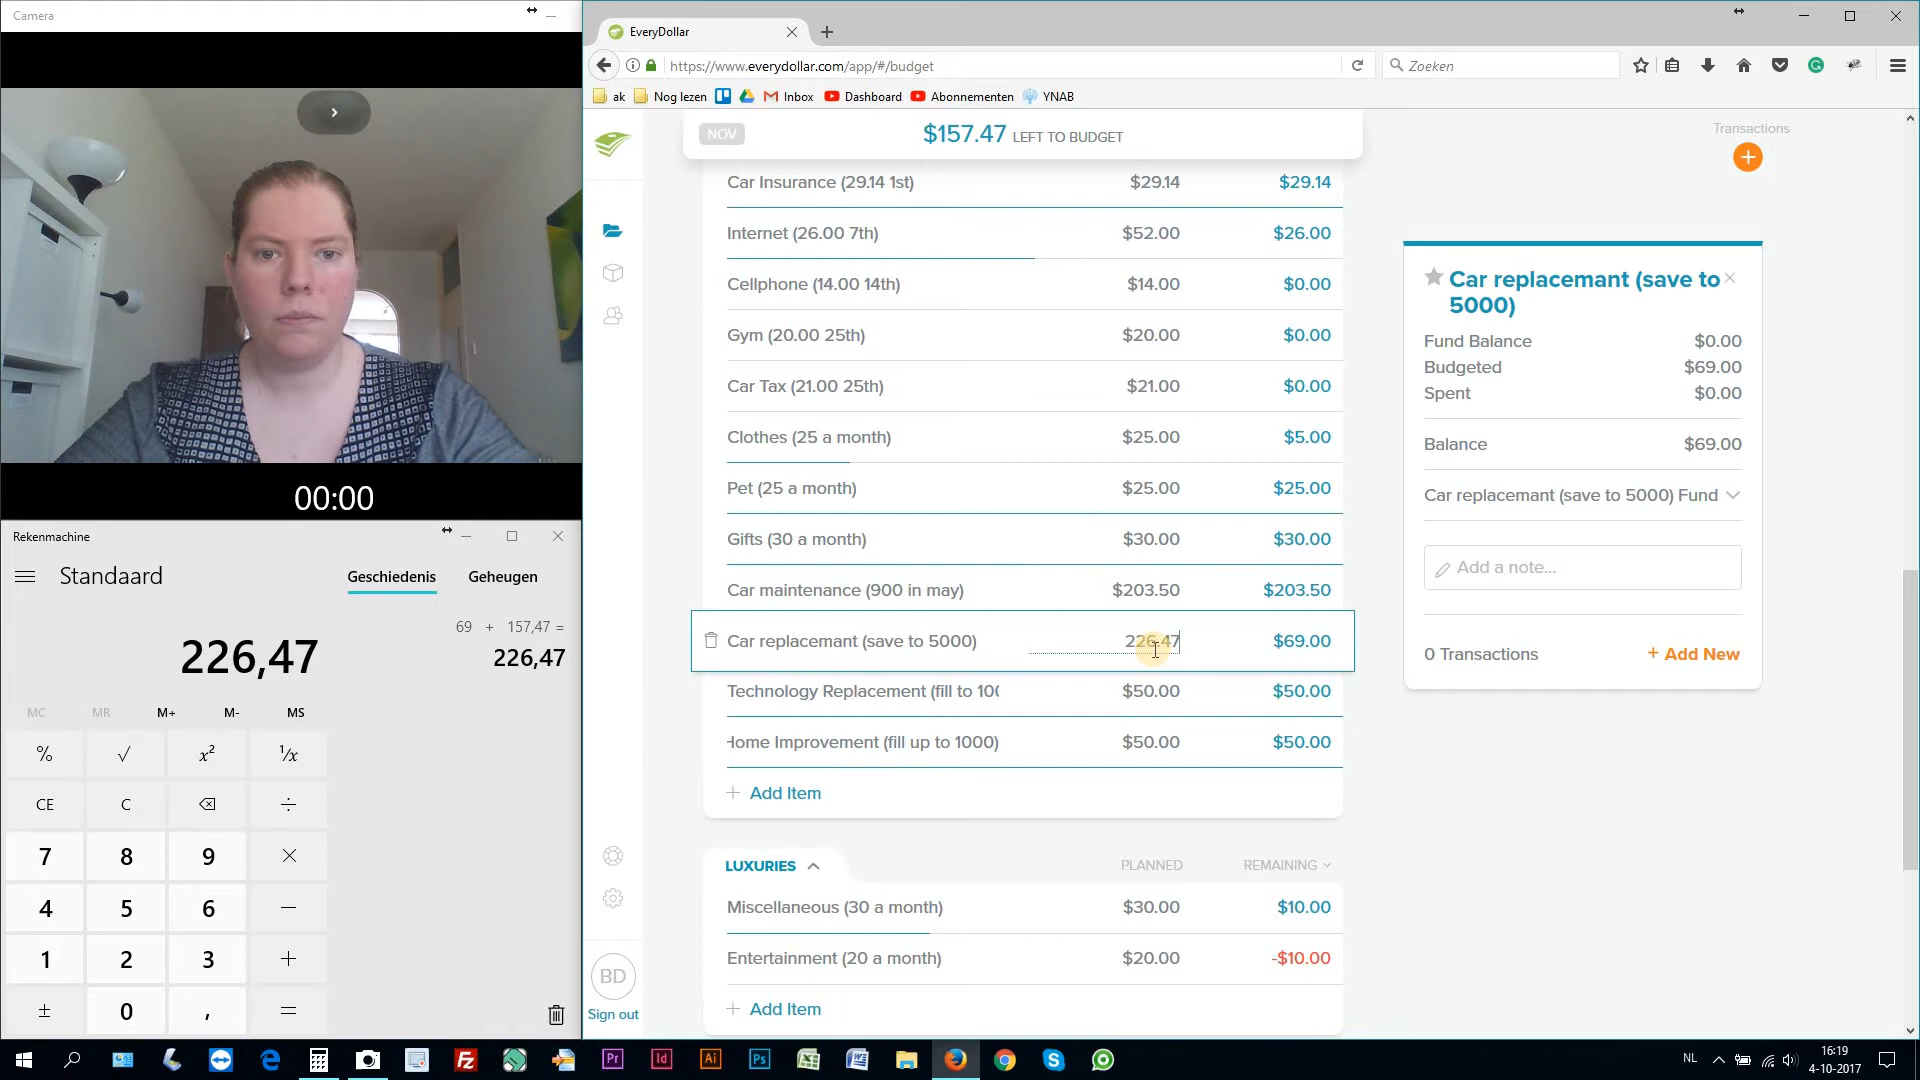 Camera
00:00
Rekenmachine
Standaard
Geschiedenis Geheugen
69 + 157,47 =
226,47
226,47
MC MR M+ M- MS
% √ x² ¹/x
CE C ÷
7 8 9 ×
4 5 6 −
1 2 3 +
± 0 , =
EveryDollar
https://www.everydollar.com/app/#/budget
Zoeken
ak Nog lezen Inbox Dashboard Abonnementen YNAB
NOV $157.47 LEFT TO BUDGET
Car Insurance (29.14 1st) $29.14 $29.14
Internet (26.00 7th) $52.00 $26.00
Cellphone (14.00 14th) $14.00 $0.00
Gym (20.00 25th) $20.00 $0.00
Car Tax (21.00 25th) $21.00 $0.00
Clothes (25 a month) $25.00 $5.00
Pet (25 a month) $25.00 $25.00
Gifts (30 a month) $30.00 $30.00
Car maintenance (900 in may) $203.50 $203.50
Car replacemant (save to 5000) 226.47 $69.00
Technology Replacement (fill to 10( $50.00 $50.00
Home Improvement (fill up to 1000) $50.00 $50.00
+ Add Item
LUXURIES PLANNED REMAINING
Miscellaneous (30 a month) $30.00 $10.00
Entertainment (20 a month) $20.00 -$10.00
+ Add Item
BD
Sign out
Transactions
Car replacemant (save to
5000)
Fund Balance $0.00
Budgeted $69.00
Spent $0.00
Balance $69.00
Car replacemant (save to 5000) Fund
Add a note...
0 Transactions + Add New
Pr Id Ai Ps
NL 16:19
4-10-2017